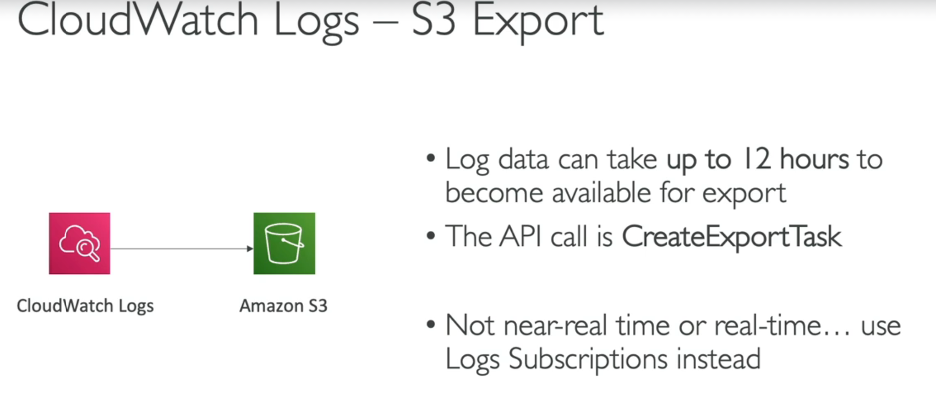 CloudWatch Logs – S3 Export
• Log data can take up to 12 hours to
become available for export
• The API call is CreateExportTask
CloudWatch Logs
Amazon S3
• Not near-real time or real-time… use
Logs Subscriptions instead